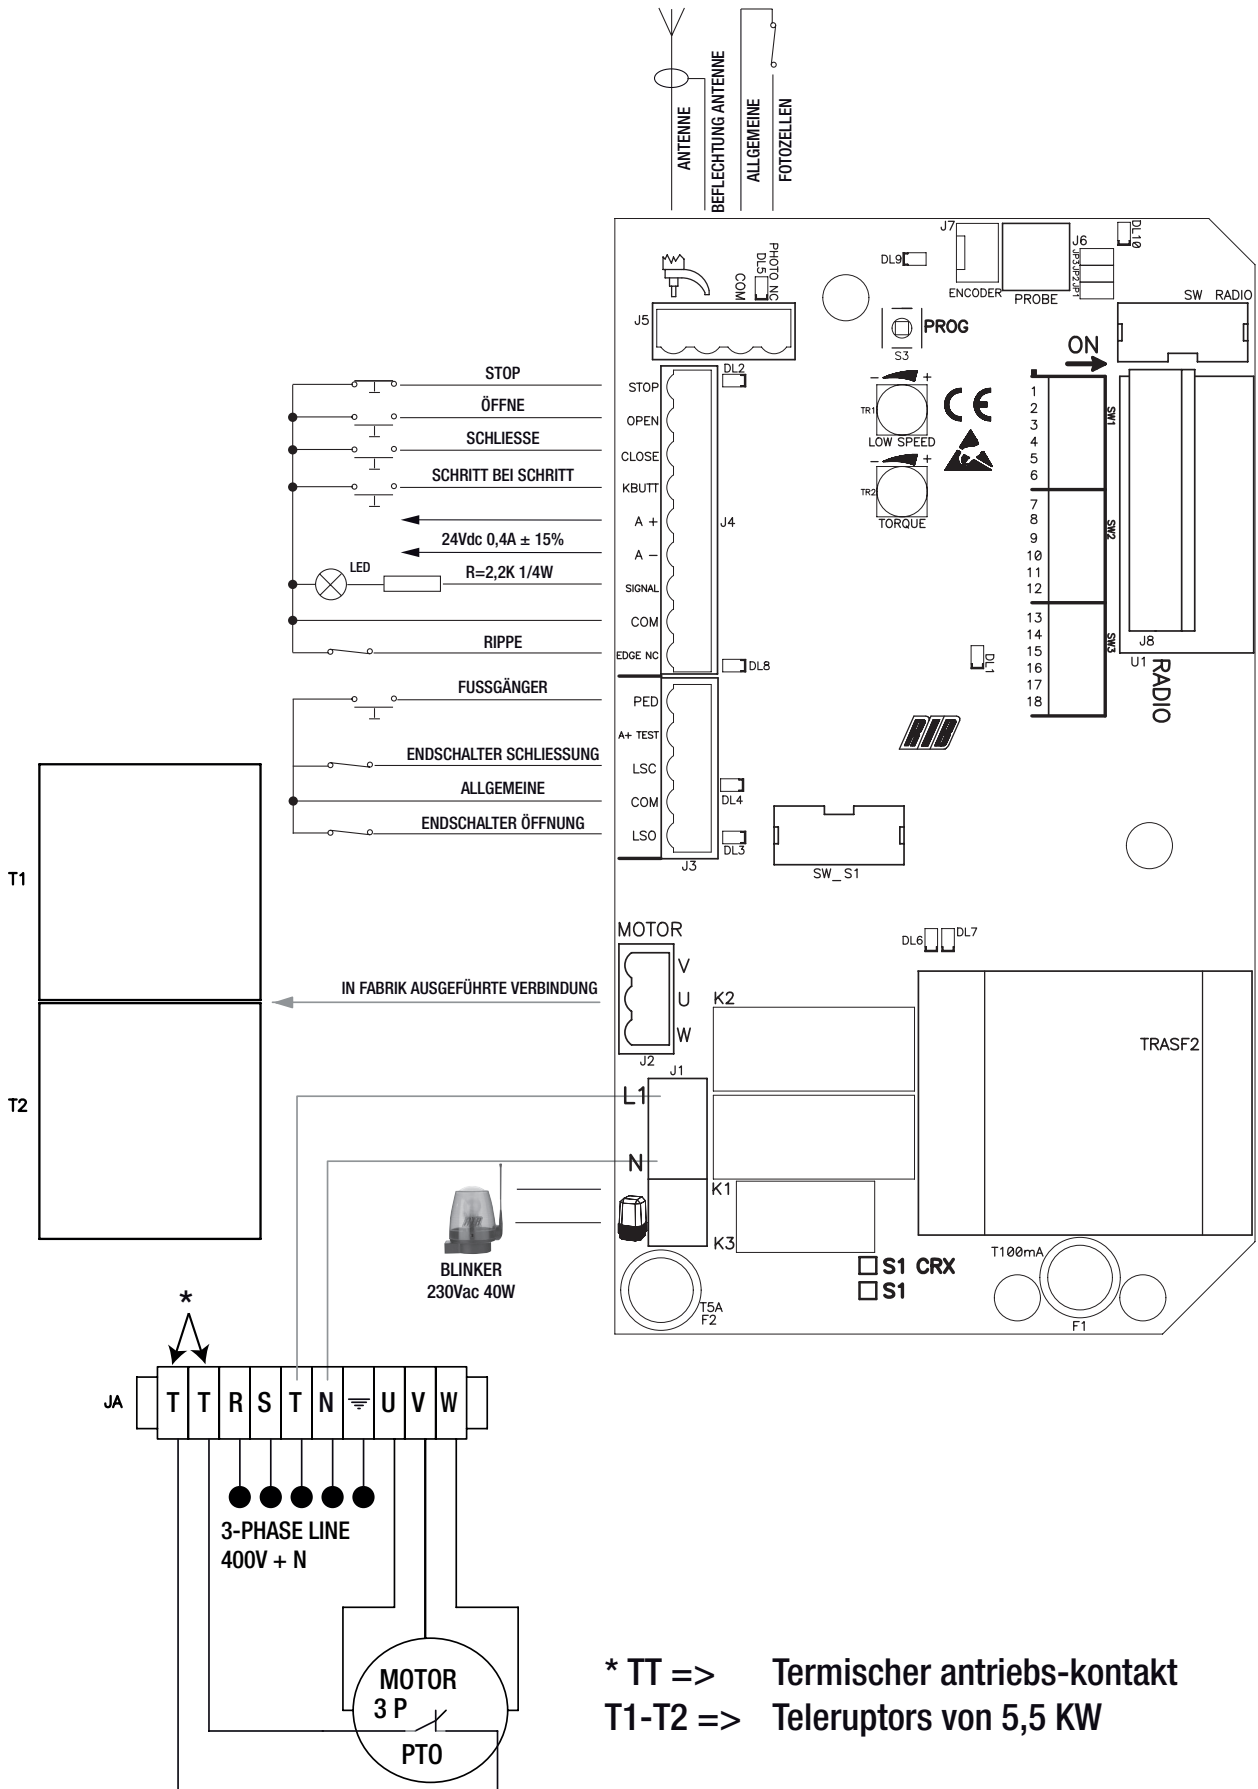 ANTENNE
BEFLECHTUNG ANTENNE
ALLGEMEINE
FOTOZELLEN
J7
ENCODER
PROBE
J6
JP3
JP2
JP1
DL10
DL9
PHOTO NC
DL5
COM
J5
SW RADIO
PROG
S3
ON
STOP
STOP
DL2
ÖFFNE
OPEN
SCHLIESSE
CLOSE
SCHRITT BEI SCHRITT
KBUTT
A +
24Vdc 0,4A ± 15%
A -
J4
LED
R=2,2K 1/4W
SIGNAL
COM
RIPPE
EDGE NC
DL8
- +
TR1
LOW SPEED
- +
TR2
TORQUE
CE
1
2
3
4
5
6
SW1
7
8
9
10
11
12
SW2
13
14
15
16
17
18
SW3
J8
U1
RADIO
DL1
RIB
FUSSGÄNGER
PED
A+ TEST
ENDSCHALTER SCHLIESSUNG
LSC
DL4
ALLGEMEINE
COM
ENDSCHALTER ÖFFNUNG
LSO
DL3
J3
SW_S1
T1
T2
MOTOR
V
U
W
J2
IN FABRIK AUSGEFÜHRTE VERBINDUNG
DL6
DL7
K2
TRASF2
J1
L1
N
K1
K3
BLINKER
230Vac 40W
S1 CRX
S1
T100mA
F1
T5A
F2
*
JA
T T R S T N U V W
3-PHASE LINE
400V + N
MOTOR
3 P
PTO
* TT => Termischer antriebs-kontakt
T1-T2 => Teleruptors von 5,5 KW